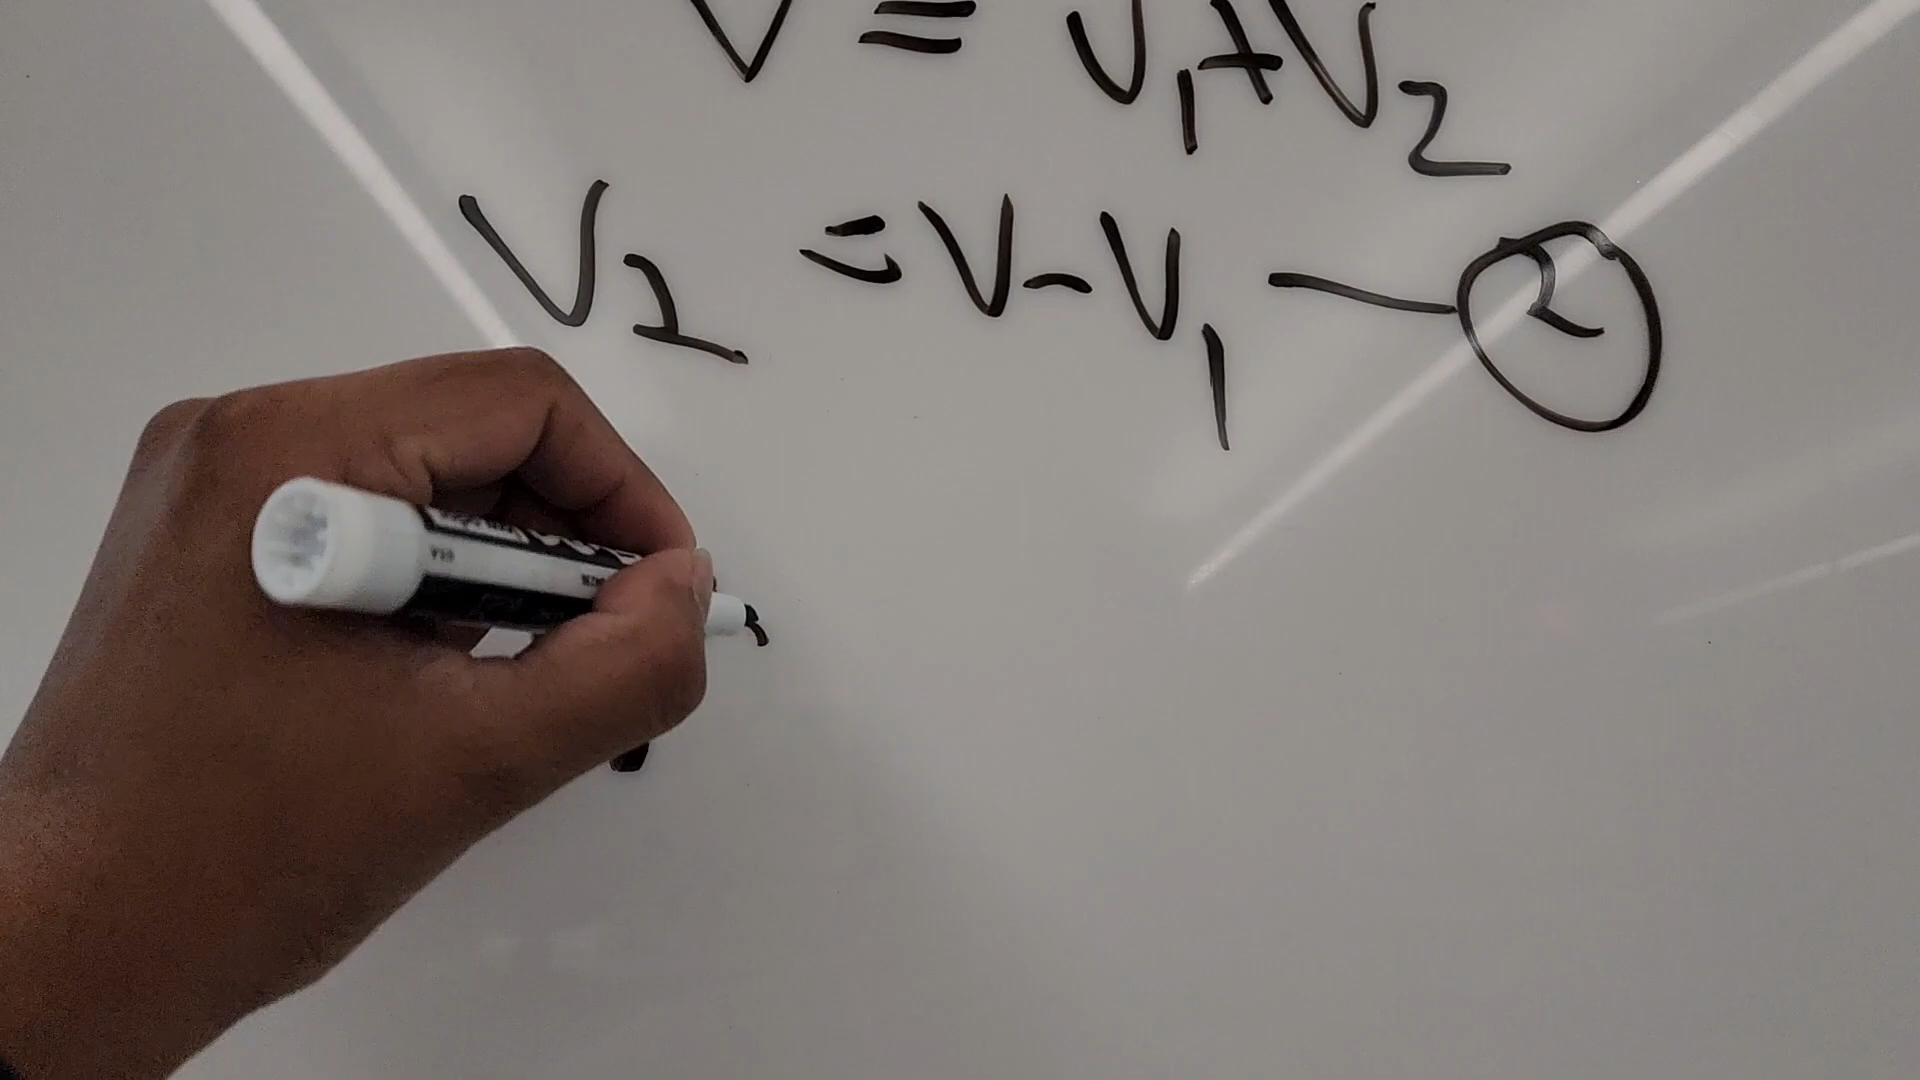 V = V₁+V₂
V₂ = V-V₁ — ②